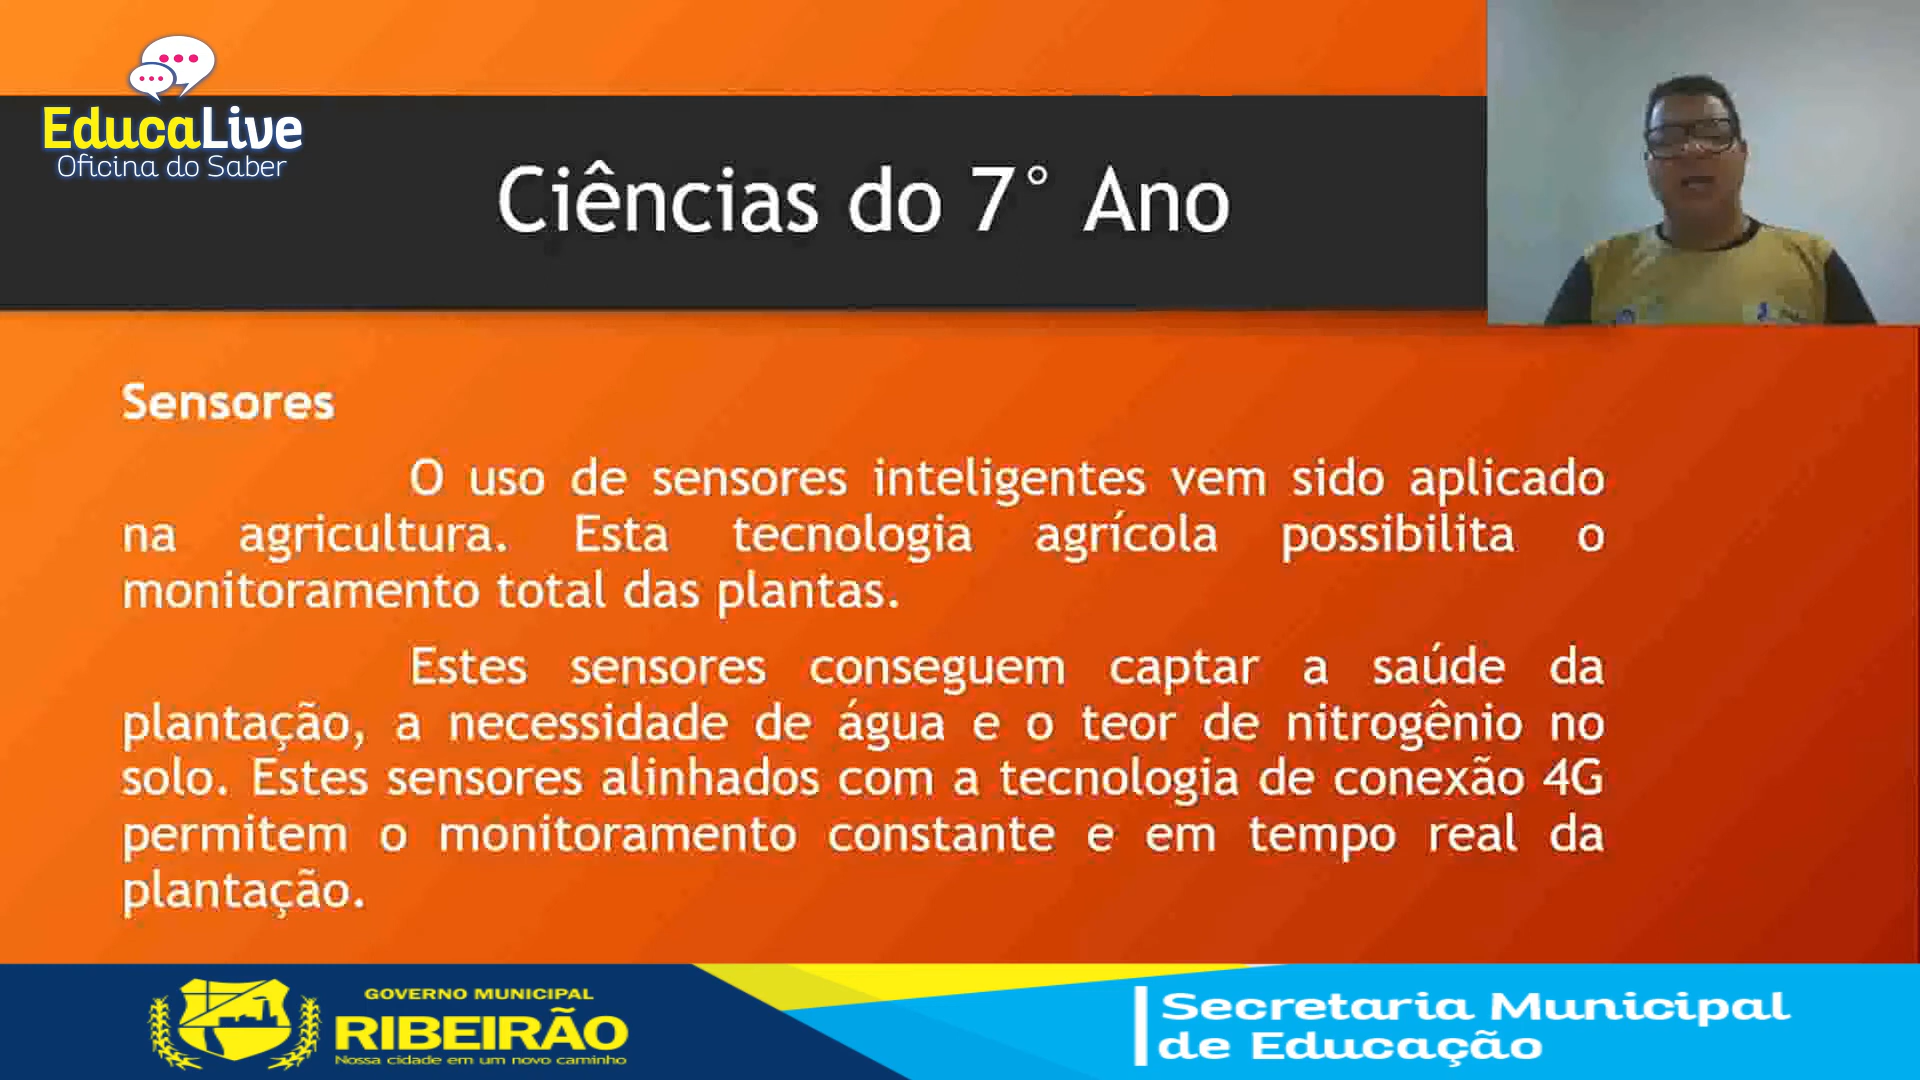 EducaLive
Oficina do Saber
Ciências do 7° Ano
Sensores
O uso de sensores inteligentes vem sido aplicado
na agricultura. Esta tecnologia agrícola possibilita o
monitoramento total das plantas.
Estes sensores conseguem captar a saúde da
plantação, a necessidade de água e o teor de nitrogênio no
solo. Estes sensores alinhados com a tecnologia de conexão 4G
permitem o monitoramento constante e em tempo real da
plantação.
GOVERNO MUNICIPAL
RIBEIRÃO
Nossa cidade em um novo caminho
Secretaria Municipal
de Educação